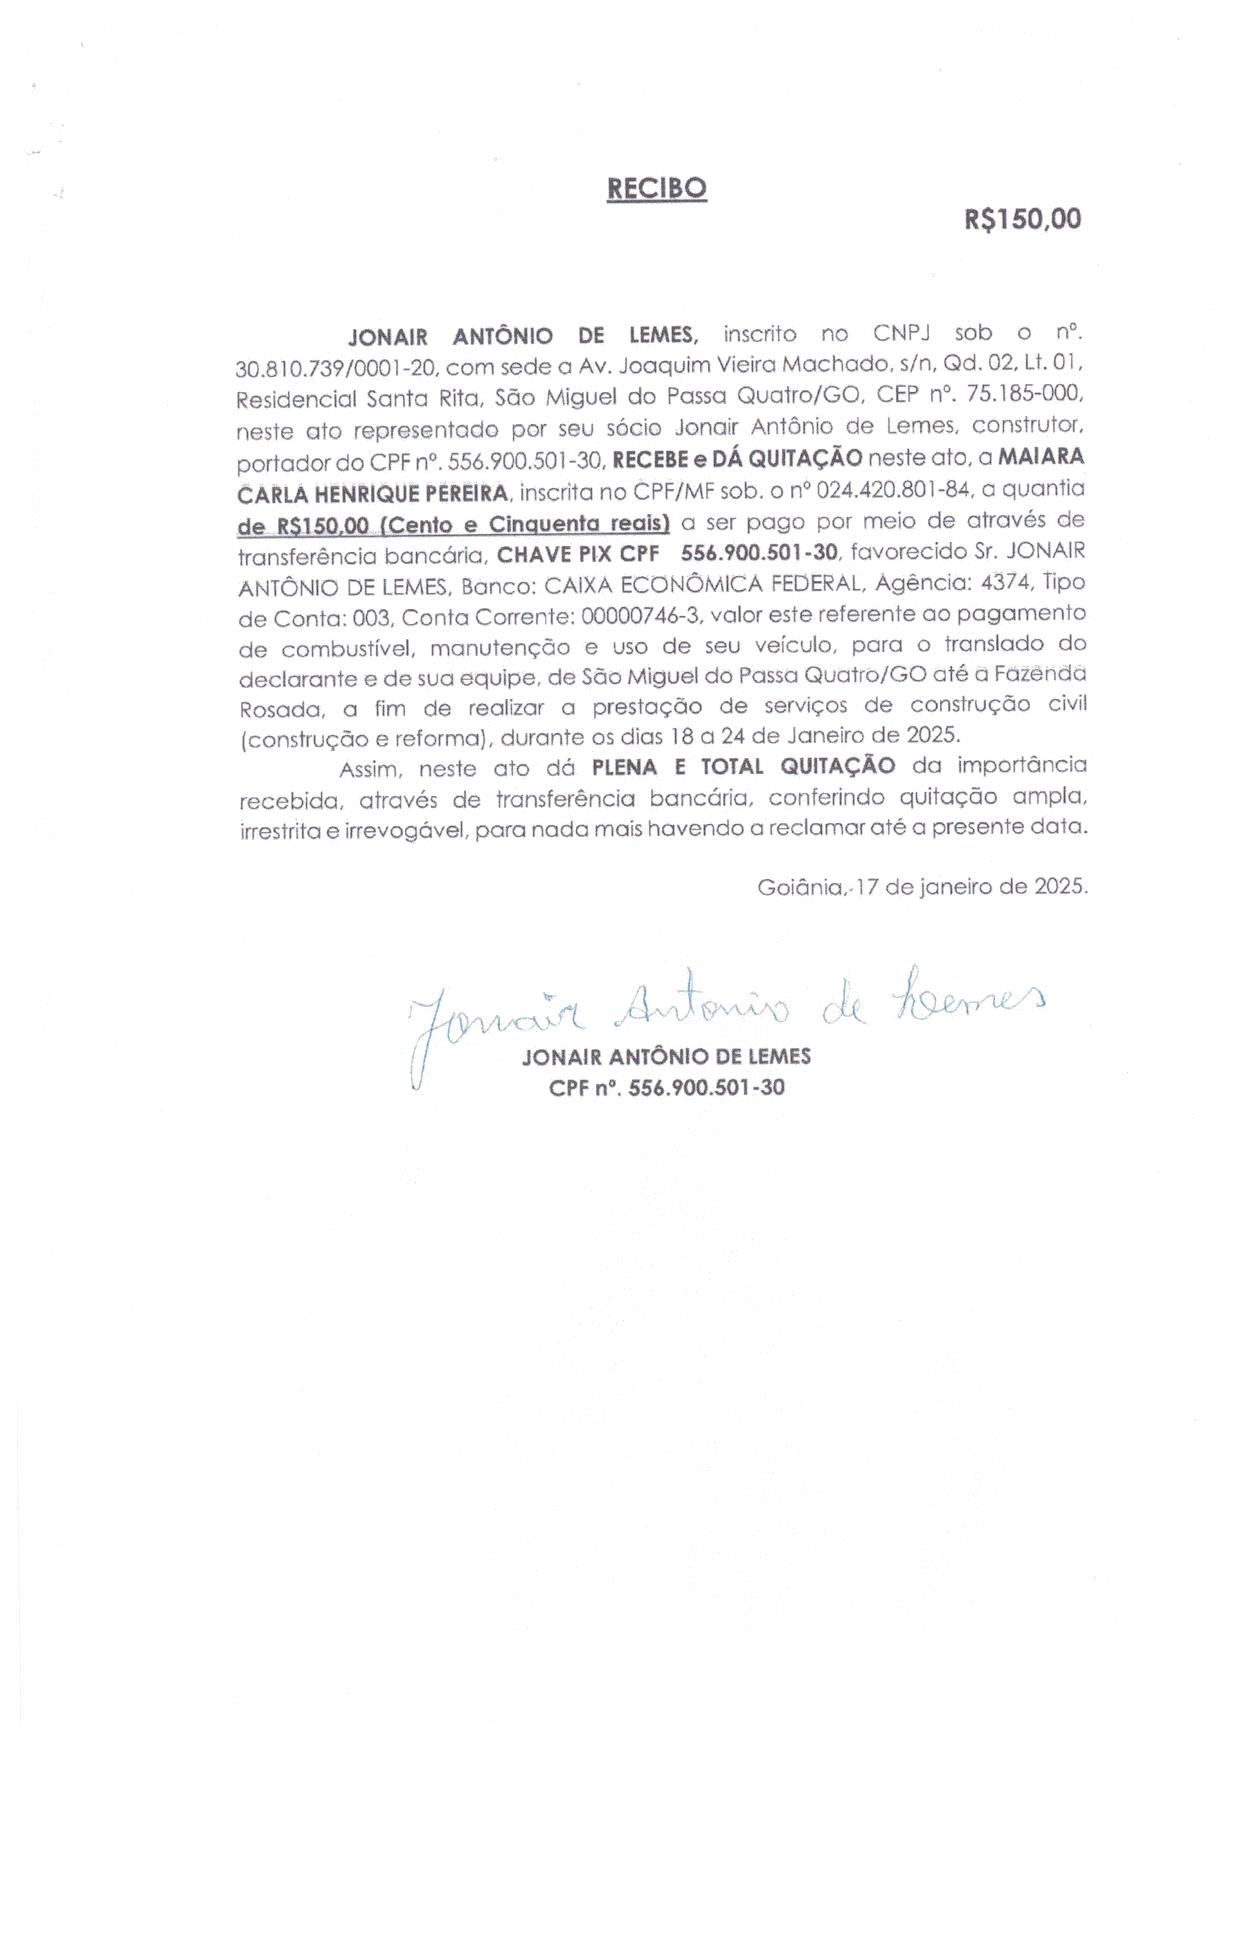 RECIBO
R$150,00
JONAIR ANTÔNIO DE LEMES, inscrito no CNPJ sob o nº.
30.810.739/0001-20, com sede a Av. Joaquim Vieira Machado, s/n, Qd. 02, Lt. 01,
Residencial Santa Rita, São Miguel do Passa Quatro/GO, CEP nº. 75.185-000,
neste ato representado por seu sócio Jonair Antônio de Lemes, construtor,
portador do CPF nº. 556.900.501-30, RECEBE e DÁ QUITAÇÃO neste ato, a MAIARA
CARLA HENRIQUE PEREIRA, inscrita no CPF/MF sob. o nº 024.420.801-84, a quantia
de R$150,00 (Cento e Cinquenta reais) a ser pago por meio de através de
transferência bancária, CHAVE PIX CPF 556.900.501-30, favorecido Sr. JONAIR
ANTÔNIO DE LEMES, Banco: CAIXA ECONÔMICA FEDERAL, Agência: 4374, Tipo
de Conta: 003, Conta Corrente: 00000746-3, valor este referente ao pagamento
de combustível, manutenção e uso de seu veículo, para o translado do
declarante e de sua equipe, de São Miguel do Passa Quatro/GO até a Fazenda
Rosada, a fim de realizar a prestação de serviços de construção civil
(construção e reforma), durante os dias 18 a 24 de Janeiro de 2025.
Assim, neste ato dá PLENA E TOTAL QUITAÇÃO da importância
recebida, através de transferência bancária, conferindo quitação ampla,
irrestrita e irrevogável, para nada mais havendo a reclamar até a presente data.
Goiânia, 17 de janeiro de 2025.
Jonair Antonio de Lemes
JONAIR ANTÔNIO DE LEMES
CPF nº. 556.900.501-30